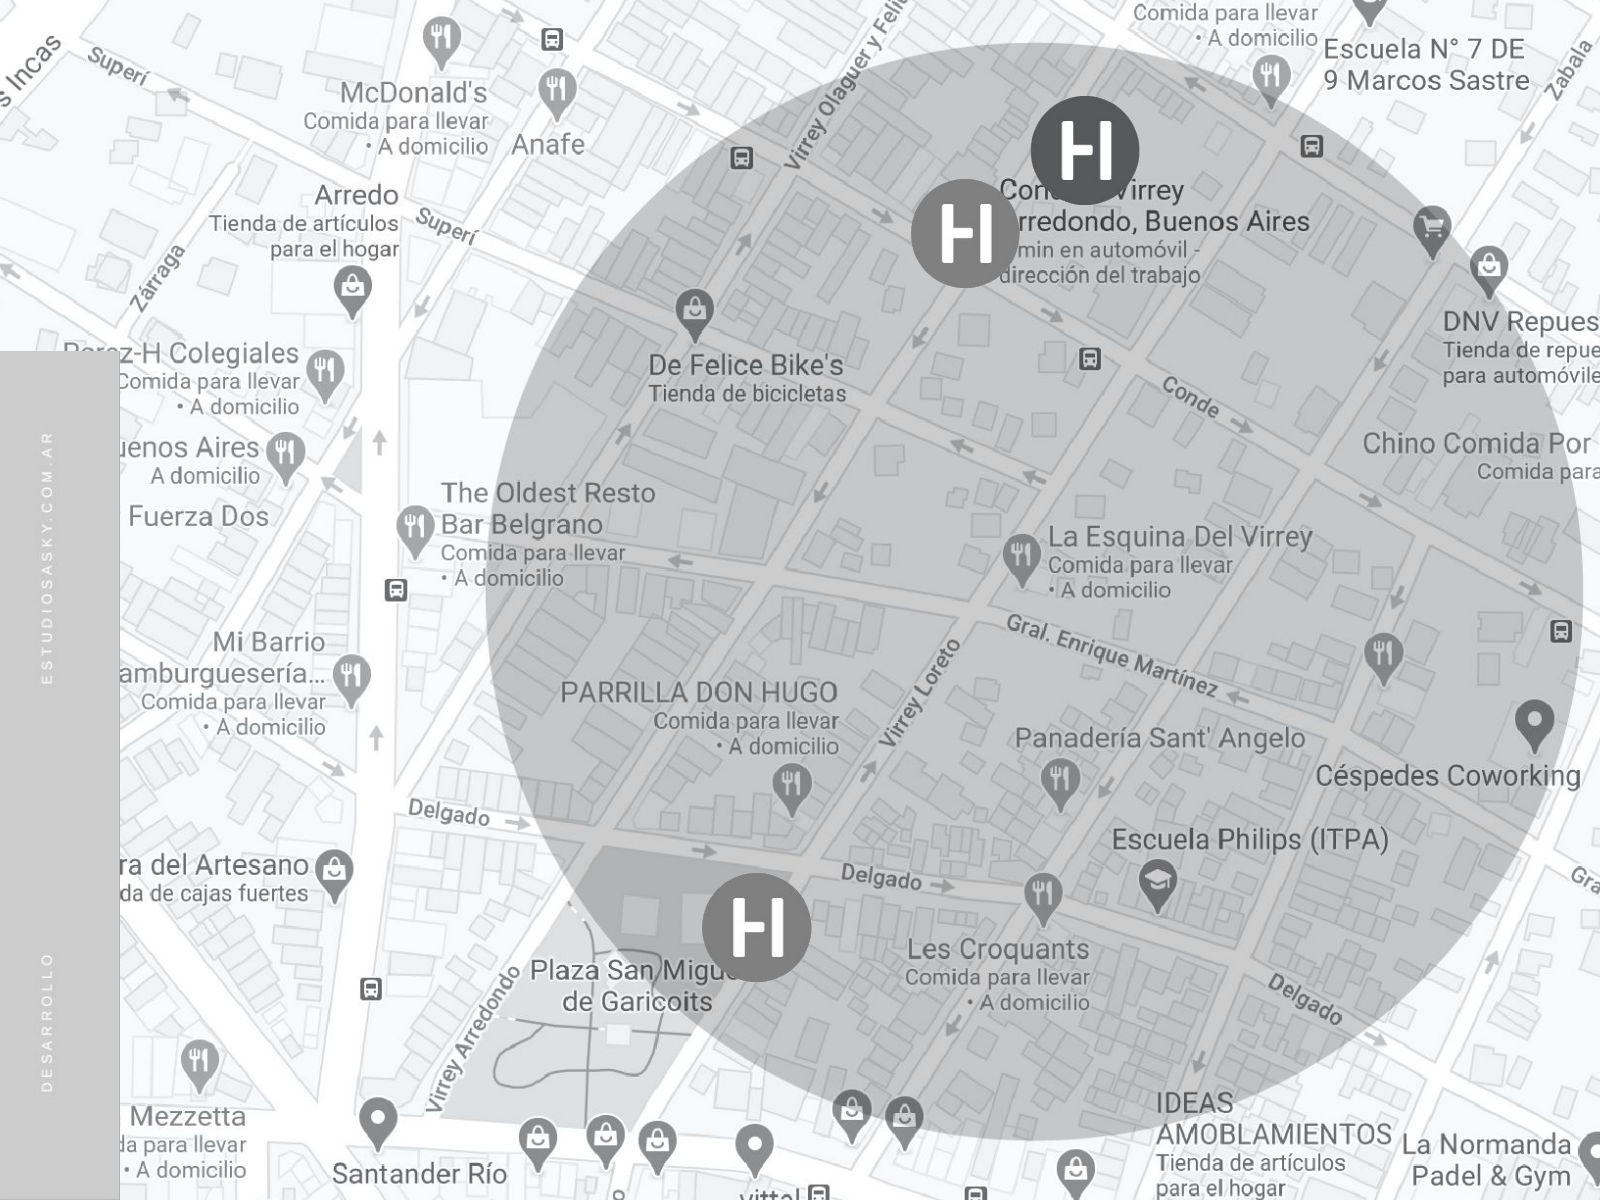 Comida para llevar
• A domicilio
Escuela N° 7 DE
9 Marcos Sastre
Zabala
s Incas
Superí
McDonald's
Comida para llevar
• A domicilio
Anafe
Virrey Olaguer y Feliú
Arredo
Tienda de artículos
para el hogar
Superí
Zárraga
H
H
Virrey
rredondo, Buenos Aires
min en automóvil -
dirección del trabajo
De Felice Bike's
Tienda de bicicletas
DNV Repues
Tienda de repue
para automóvile
Perez-H Colegiales
Comida para llevar
• A domicilio
Conde
uenos Aires
A domicilio
Fuerza Dos
Chino Comida Por
Comida para
The Oldest Resto
Bar Belgrano
Comida para llevar
• A domicilio
La Esquina Del Virrey
Comida para llevar
• A domicilio
ESTUDIOSASKY.COM.AR
Mi Barrio
amburguesería...
Comida para llevar
• A domicilio
Gral. Enrique Martínez
Virrey Loreto
PARRILLA DON HUGO
Comida para llevar
• A domicilio
Panadería Sant' Angelo
Céspedes Coworking
Delgado
Escuela Philips (ITPA)
ra del Artesano
da de cajas fuertes
Delgado
Gra
H
Les Croquants
Comida para llevar
• A domicilio
Plaza San Migue
de Garicoits
Delgado
Virrey Arredondo
DESARROLLO
Mezzetta
da para llevar
• A domicilio
Santander Río
IDEAS
AMOBLAMIENTOS
Tienda de artículos
para el hogar
La Normanda
Padel & Gym
vittal